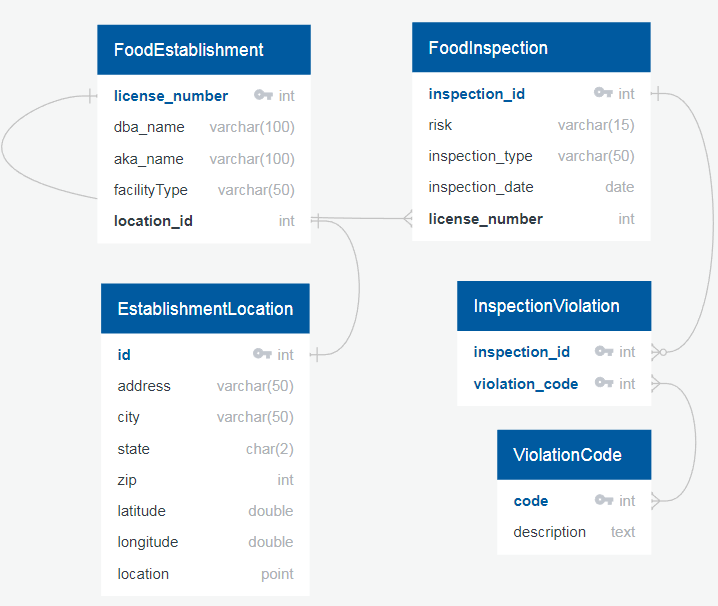 FoodEstablishment
license_number int
dba_name varchar(100)
aka_name varchar(100)
facilityType varchar(50)
location_id int
FoodInspection
inspection_id int
risk varchar(15)
inspection_type varchar(50)
inspection_date date
license_number int
EstablishmentLocation
id int
address varchar(50)
city varchar(50)
state char(2)
zip int
latitude double
longitude double
location point
InspectionViolation
inspection_id int
violation_code int
ViolationCode
code int
description text